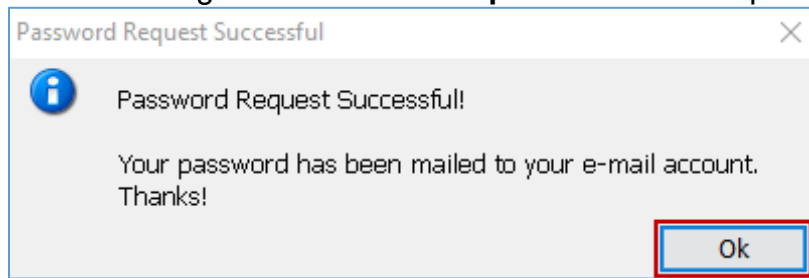 Password Request Successful
Password Request Successful!
Your password has been mailed to your e-mail account.
Thanks!
Ok